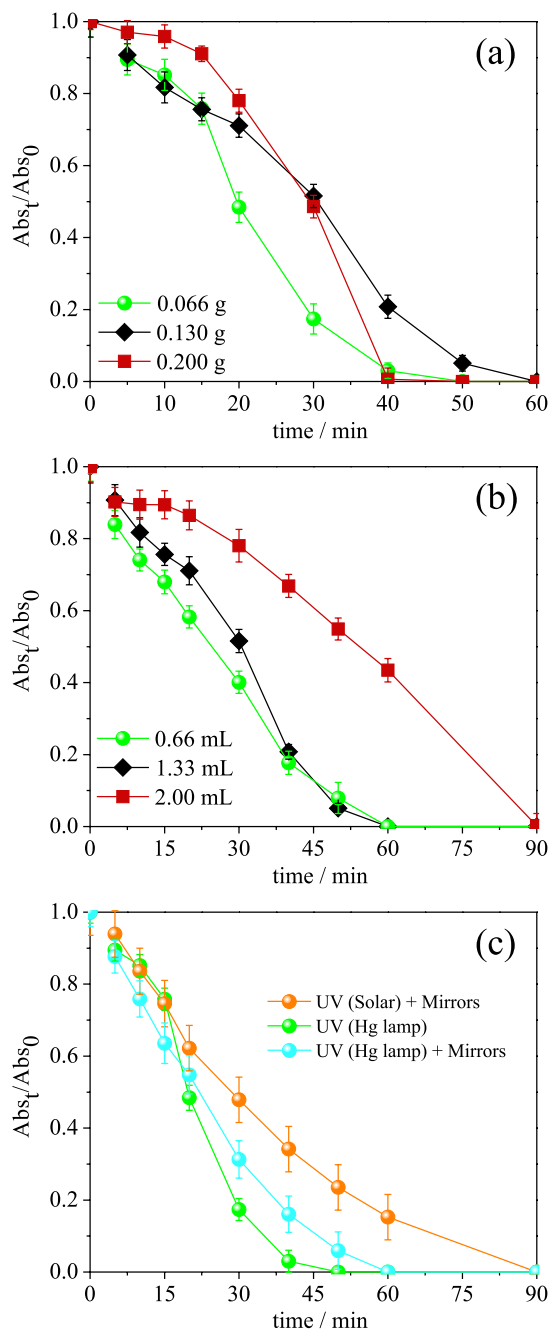 (a)
Abst/Abs0
1.0
0.8
0.6
0.4
0.2
0.0
0.066 g
0.130 g
0.200 g
0 10 20 30 40 50 60
time / min
(b)
Abst/Abs0
1.0
0.8
0.6
0.4
0.2
0.0
0.66 mL
1.33 mL
2.00 mL
0 15 30 45 60 75 90
time / min
(c)
Abst/Abs0
1.0
0.8
0.6
0.4
0.2
0.0
UV (Solar) + Mirrors
UV (Hg lamp)
UV (Hg lamp) + Mirrors
0 15 30 45 60 75 90
time / min